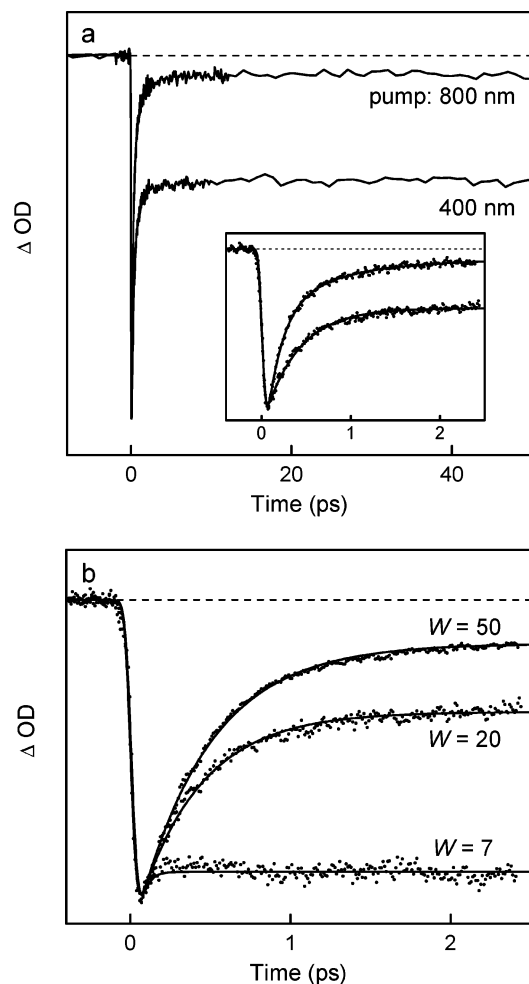 a
pump: 800 nm
400 nm
Δ OD
0
1
2
0
20
40
Time (ps)
b
W = 50
W = 20
W = 7
Δ OD
0
1
2
Time (ps)